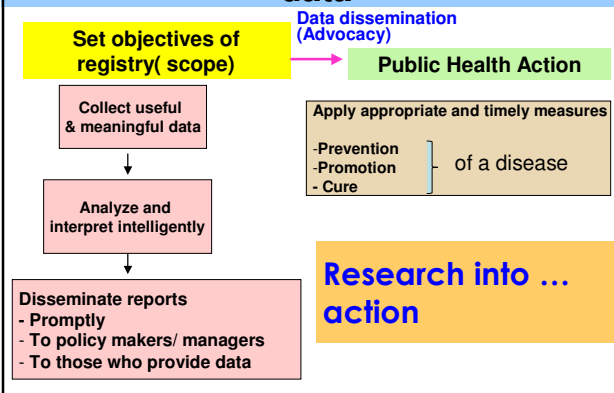 Data dissemination
(Advocacy)
Set objectives of
registry( scope)
Public Health Action
Collect useful
& meaningful data
Apply appropriate and timely measures
-Prevention
-Promotion
- Cure
of a disease
Analyze and
interpret intelligently
Research into …
action
Disseminate reports
- Promptly
- To policy makers/ managers
- To those who provide data